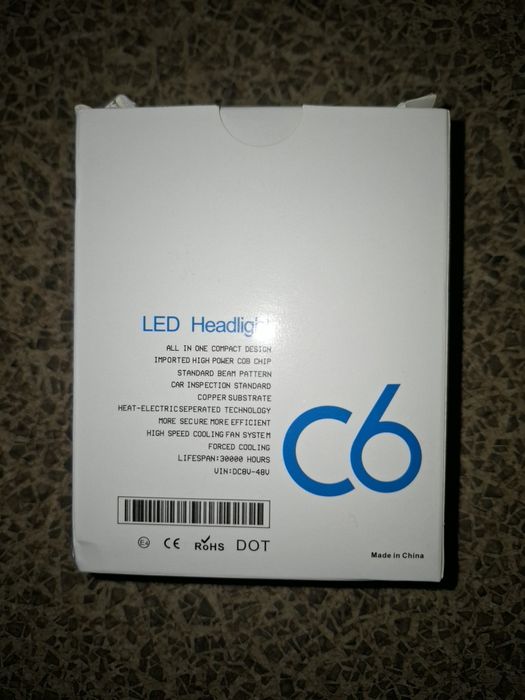 LED Headlight
ALL IN ONE COMPACT DESIGN
IMPORTED HIGH POWER COB CHIP
STANDARD BEAM PATTERN
CAR INSPECTION STANDARD
COPPER SUBSTRATE
HEAT-ELECTRIC SEPERATED TECHNOLOGY
MORE SECURE MORE EFFICIENT
HIGH SPEED COOLING FAN SYSTEM
FORCED COOLING
LIFESPAN:30000 HOURS
VIN:DC8V-48V
C6
E4 CE RoHS DOT
Made in China